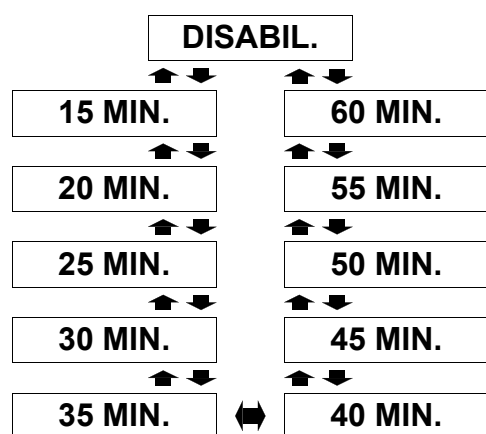 DISABIL.
15 MIN.
60 MIN.
20 MIN.
55 MIN.
25 MIN.
50 MIN.
30 MIN.
45 MIN.
35 MIN.
40 MIN.